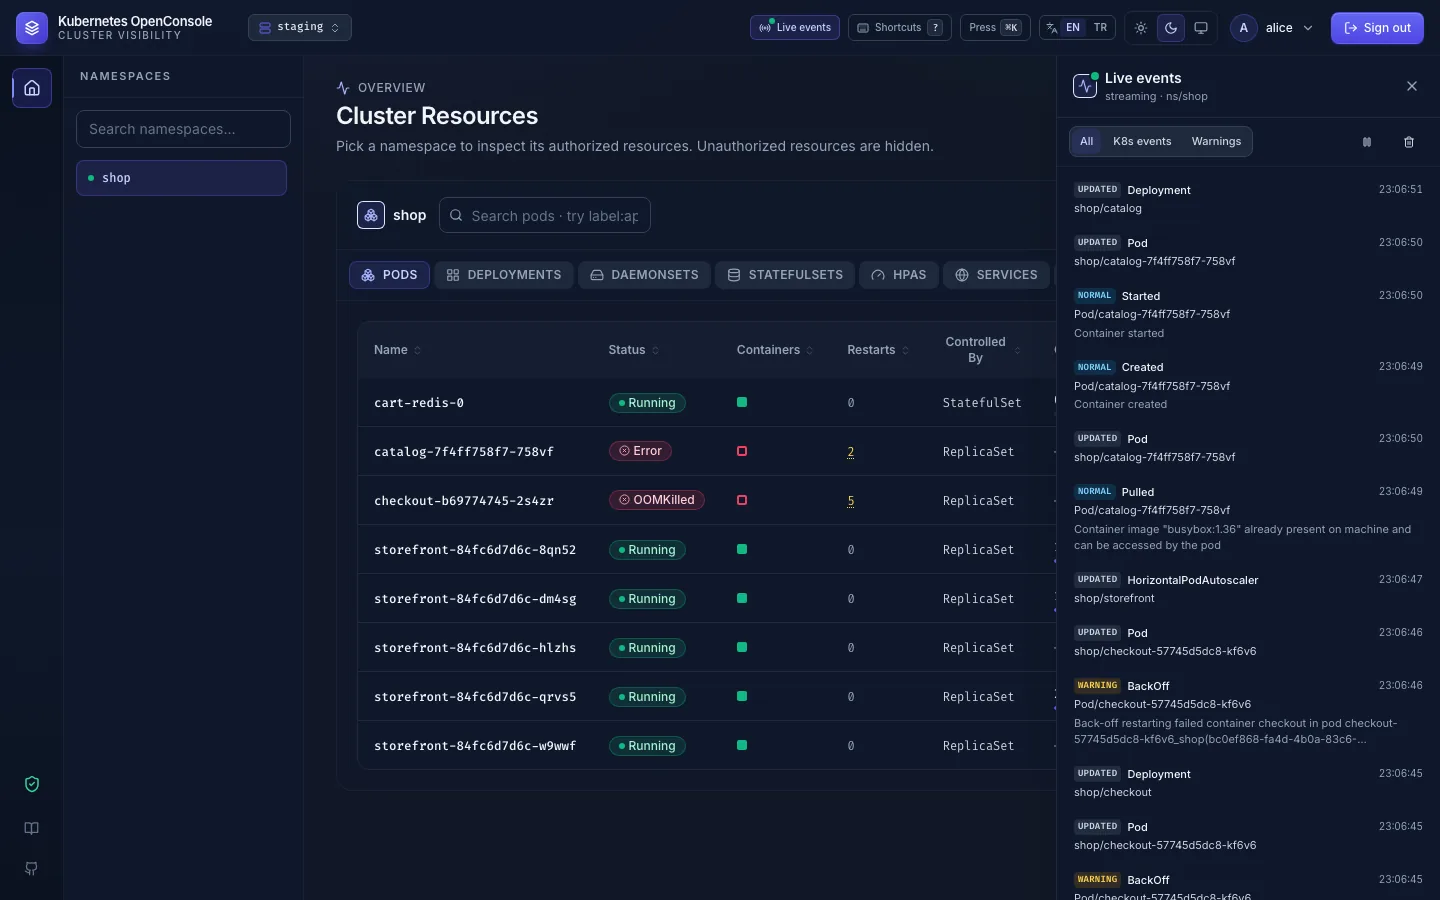 Kubernetes OpenConsole
CLUSTER VISIBILITY
staging
Live events
Shortcuts ?
Press ⌘K
EN TR
A alice
Sign out
NAMESPACES
Search namespaces...
shop
OVERVIEW
Cluster Resources
Pick a namespace to inspect its authorized resources. Unauthorized resources are hidden.
shop
Search pods · try label:ap
PODS DEPLOYMENTS DAEMONSETS STATEFULSETS HPAS SERVICES
Name Status Containers Restarts Controlled By
cart-redis-0 Running 0 StatefulSet
catalog-7f4ff758f7-758vf Error 2 ReplicaSet
checkout-b69774745-2s4zr OOMKilled 5 ReplicaSet
storefront-84fc6d7d6c-8qn52 Running 0 ReplicaSet
storefront-84fc6d7d6c-dm4sg Running 0 ReplicaSet
storefront-84fc6d7d6c-hlzhs Running 0 ReplicaSet
storefront-84fc6d7d6c-qrvs5 Running 0 ReplicaSet
storefront-84fc6d7d6c-w9wwf Running 0 ReplicaSet
Live events
streaming · ns/shop
All K8s events Warnings
UPDATED Deployment 23:06:51
shop/catalog
UPDATED Pod 23:06:50
shop/catalog-7f4ff758f7-758vf
NORMAL Started 23:06:50
Pod/catalog-7f4ff758f7-758vf
Container started
NORMAL Created 23:06:49
Pod/catalog-7f4ff758f7-758vf
Container created
UPDATED Pod 23:06:50
shop/catalog-7f4ff758f7-758vf
NORMAL Pulled 23:06:49
Pod/catalog-7f4ff758f7-758vf
Container image "busybox:1.36" already present on machine and
can be accessed by the pod
UPDATED HorizontalPodAutoscaler 23:06:47
shop/storefront
UPDATED Pod 23:06:46
shop/checkout-57745d5dc8-kf6v6
WARNING BackOff 23:06:46
Pod/checkout-57745d5dc8-kf6v6
Back-off restarting failed container checkout in pod checkout-
57745d5dc8-kf6v6_shop(bc0ef868-fa4d-4b0a-83c6-...
UPDATED Deployment 23:06:45
shop/checkout
UPDATED Pod 23:06:45
shop/checkout-57745d5dc8-kf6v6
WARNING BackOff 23:06:45
Pod/checkout-57745d5dc8-kf6v6